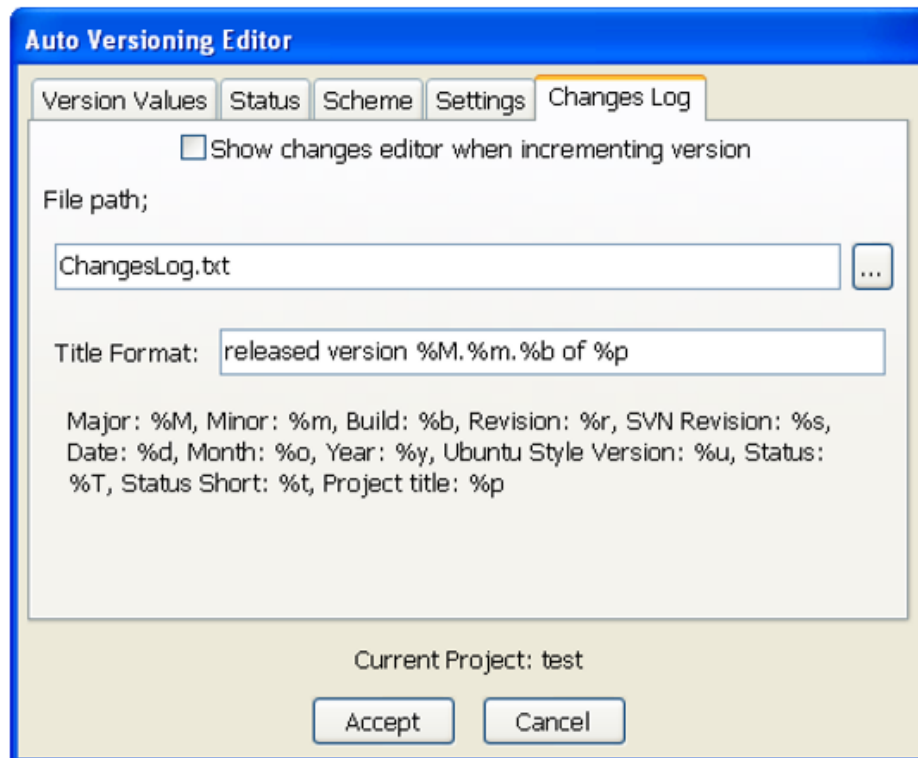 Auto Versioning Editor
Version Values Status Scheme Settings Changes Log
Show changes editor when incrementing version
File path;
ChangesLog.txt ...
Title Format: released version %M.%m.%b of %p
Major: %M, Minor: %m, Build: %b, Revision: %r, SVN Revision: %s,
Date: %d, Month: %o, Year: %y, Ubuntu Style Version: %u, Status:
%T, Status Short: %t, Project title: %p
Current Project: test
Accept Cancel